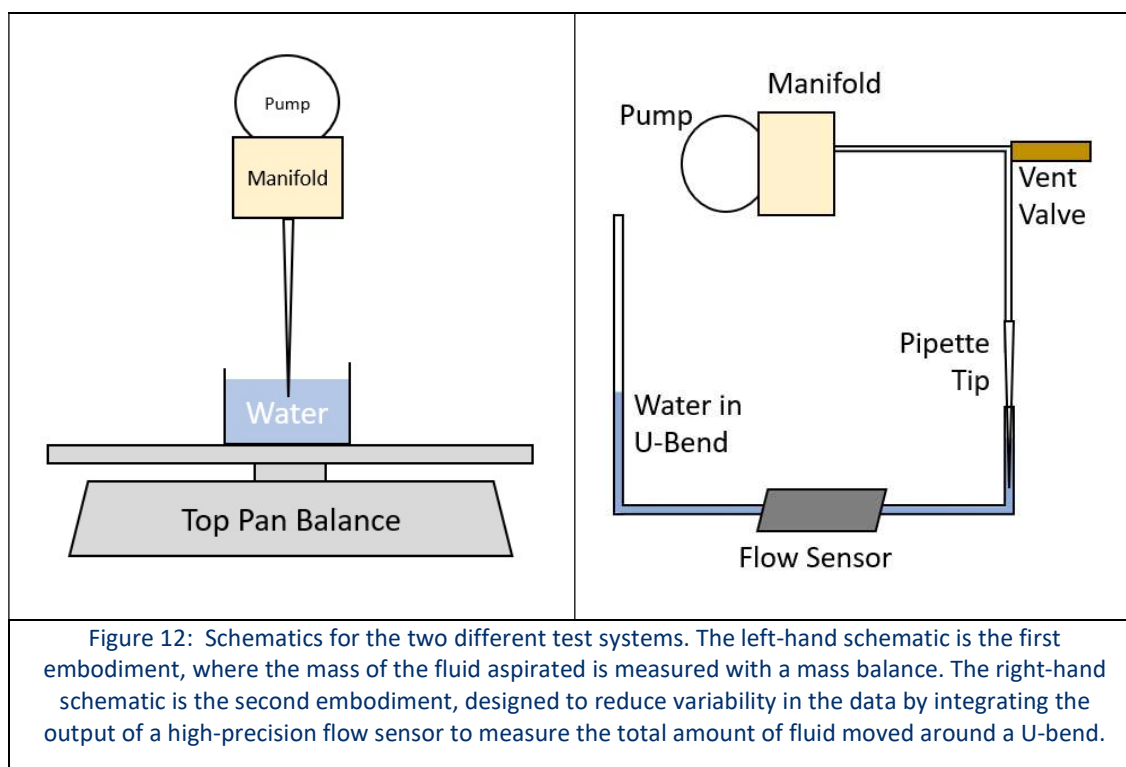 Pump
Manifold
Water
Top Pan Balance
Manifold
Pump
Vent
Valve
Pipette
Tip
Water in
U-Bend
Flow Sensor
Figure 12:  Schematics for the two different test systems. The left-hand schematic is the first
embodiment, where the mass of the fluid aspirated is measured with a mass balance. The right-hand
schematic is the second embodiment, designed to reduce variability in the data by integrating the
output of a high-precision flow sensor to measure the total amount of fluid moved around a U-bend.